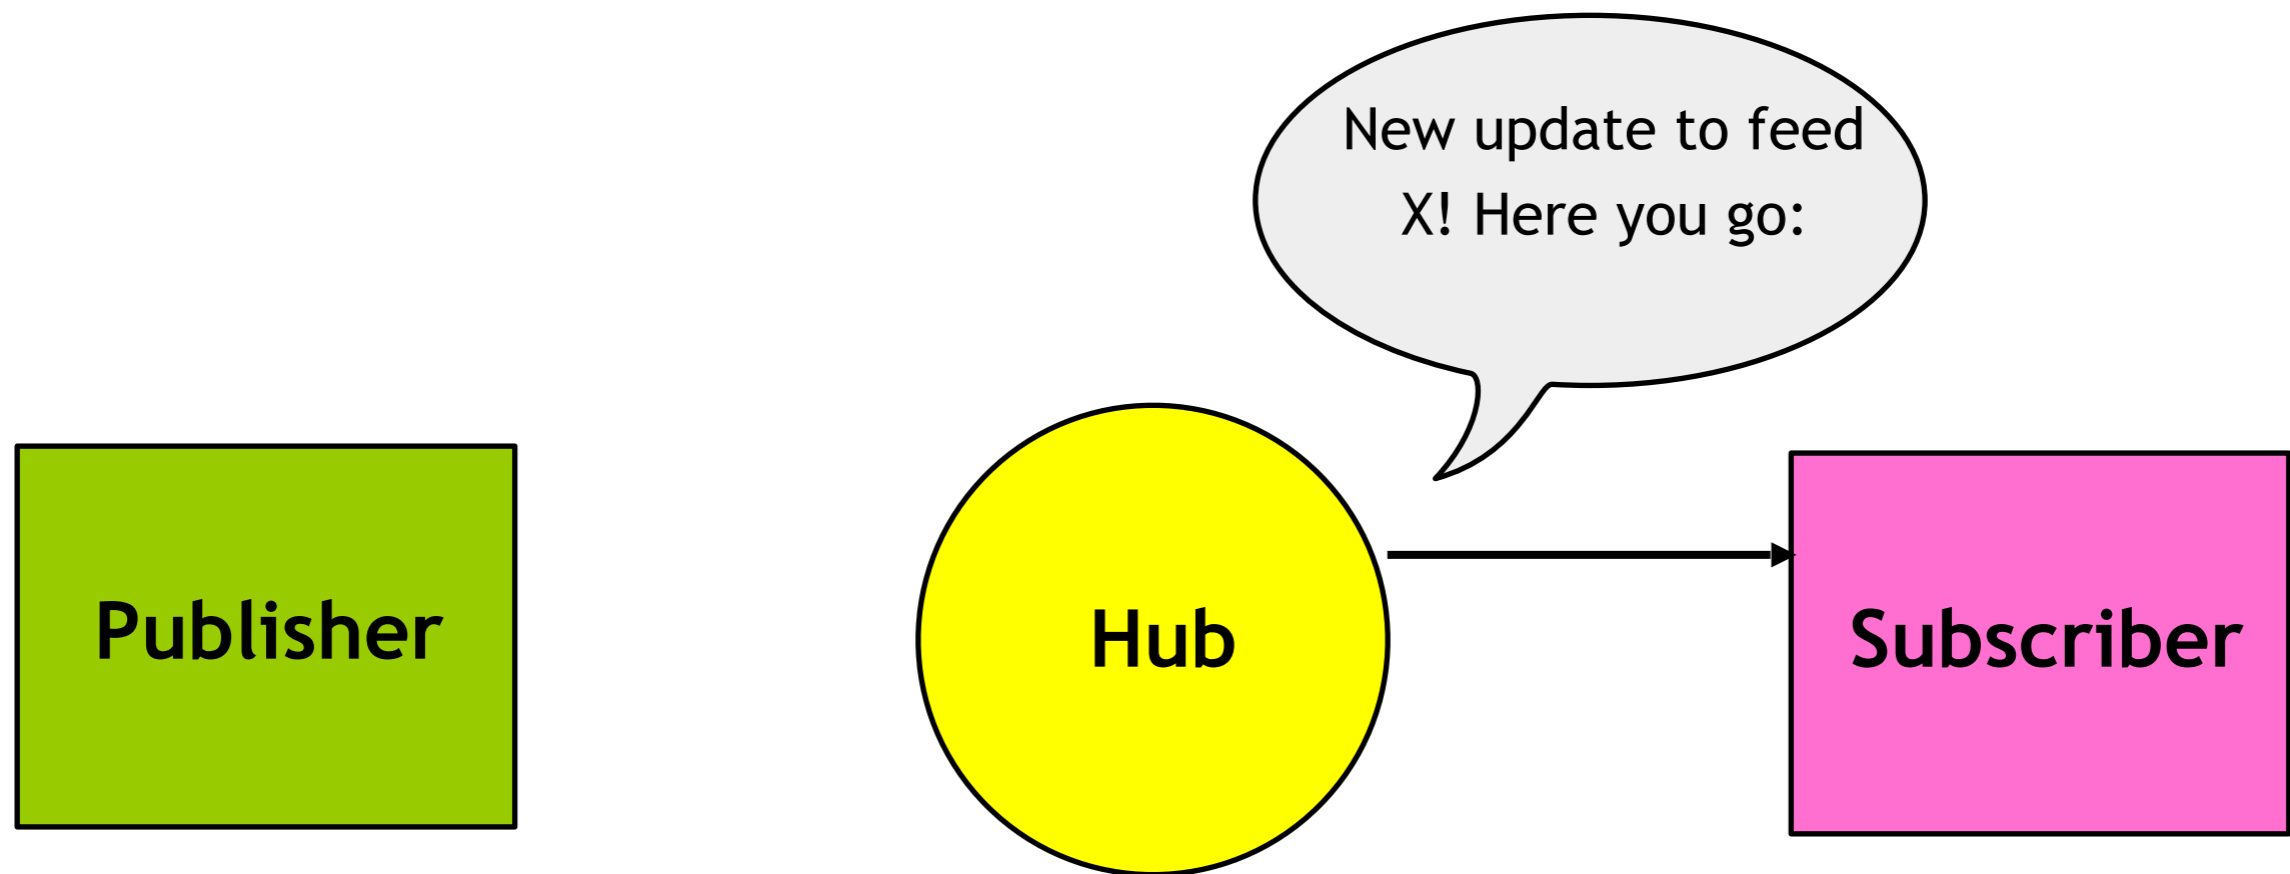 New update to feed
X! Here you go:
Publisher
Hub
Subscriber